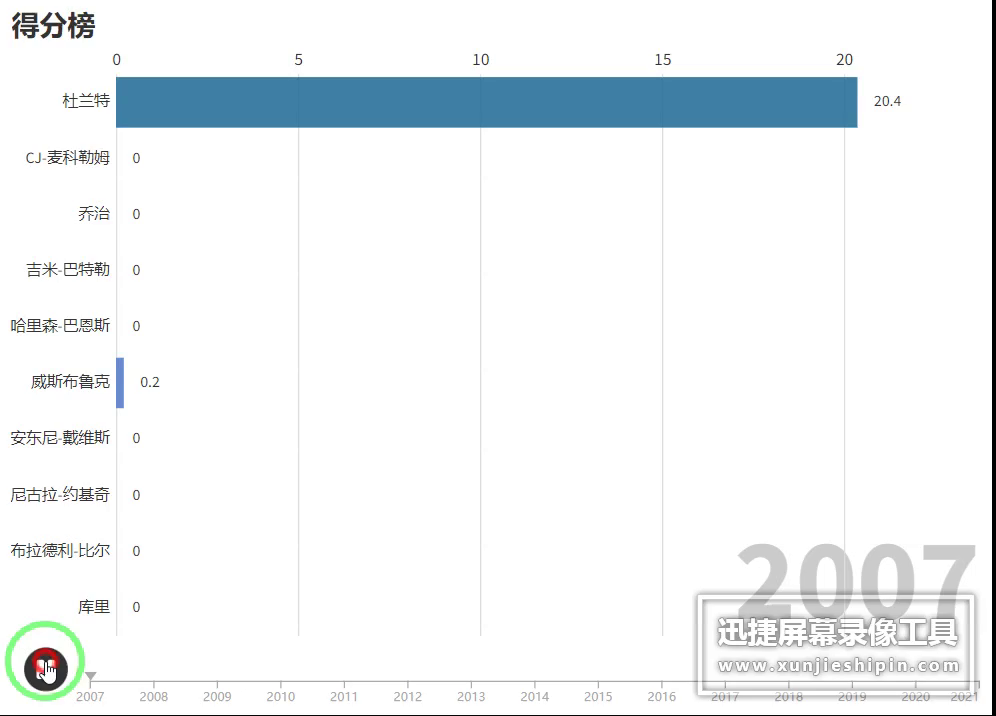 得分榜
0 5 10 15 20
杜兰特 20.4
CJ-麦科勒姆 0
乔治 0
吉米-巴特勒 0
哈里森-巴恩斯 0
威斯布鲁克 0.2
安东尼-戴维斯 0
尼古拉-约基奇 0
布拉德利-比尔 0
库里 0
2007
迅捷屏幕录像工具
www.xunjieshipin.com
2007 2008 2009 2010 2011 2012 2013 2014 2015 2016 2017 2018 2019 2020 2021